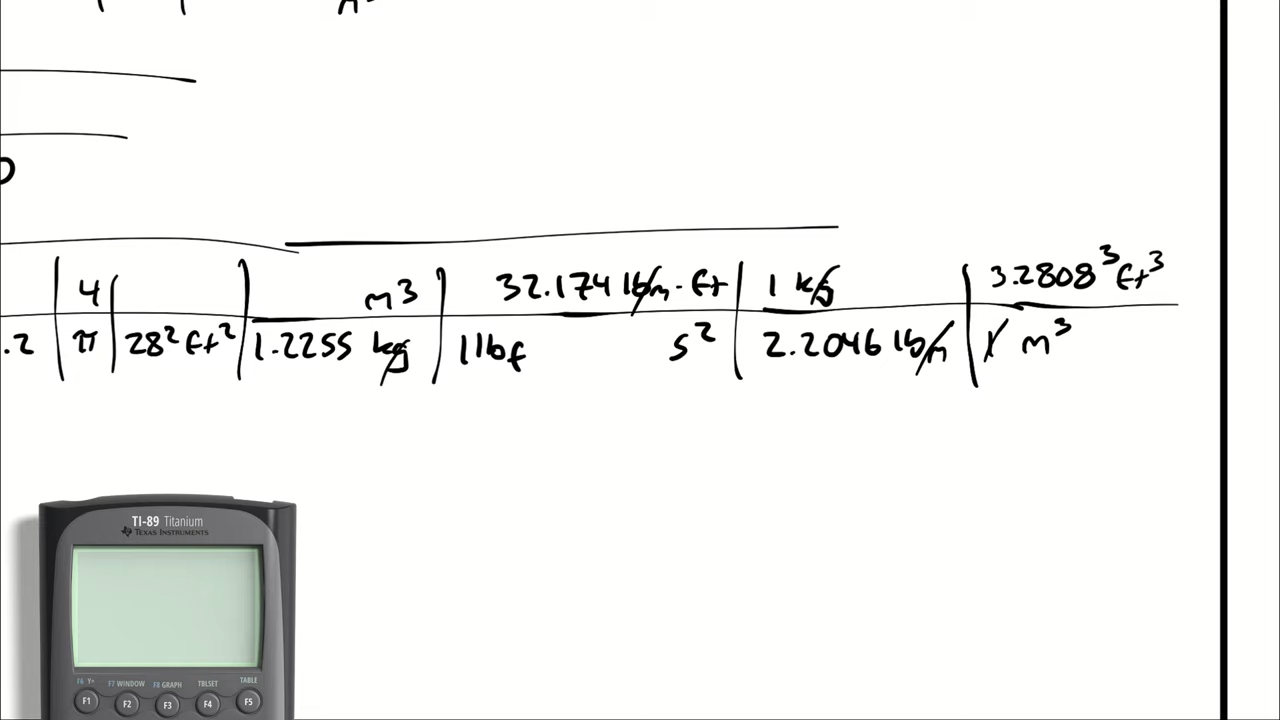 4 m³ 32.174 lbm · ft 1 kg 3.2808³ ft³
.2 π 28² ft² 1.2255 kg 1 lbf s² 2.2046 lbm 1 m³
TI-89 Titanium
TEXAS INSTRUMENTS
F6 Y= F7 WINDOW F8 GRAPH TBLSET TABLE
F1 F2 F3 F4 F5